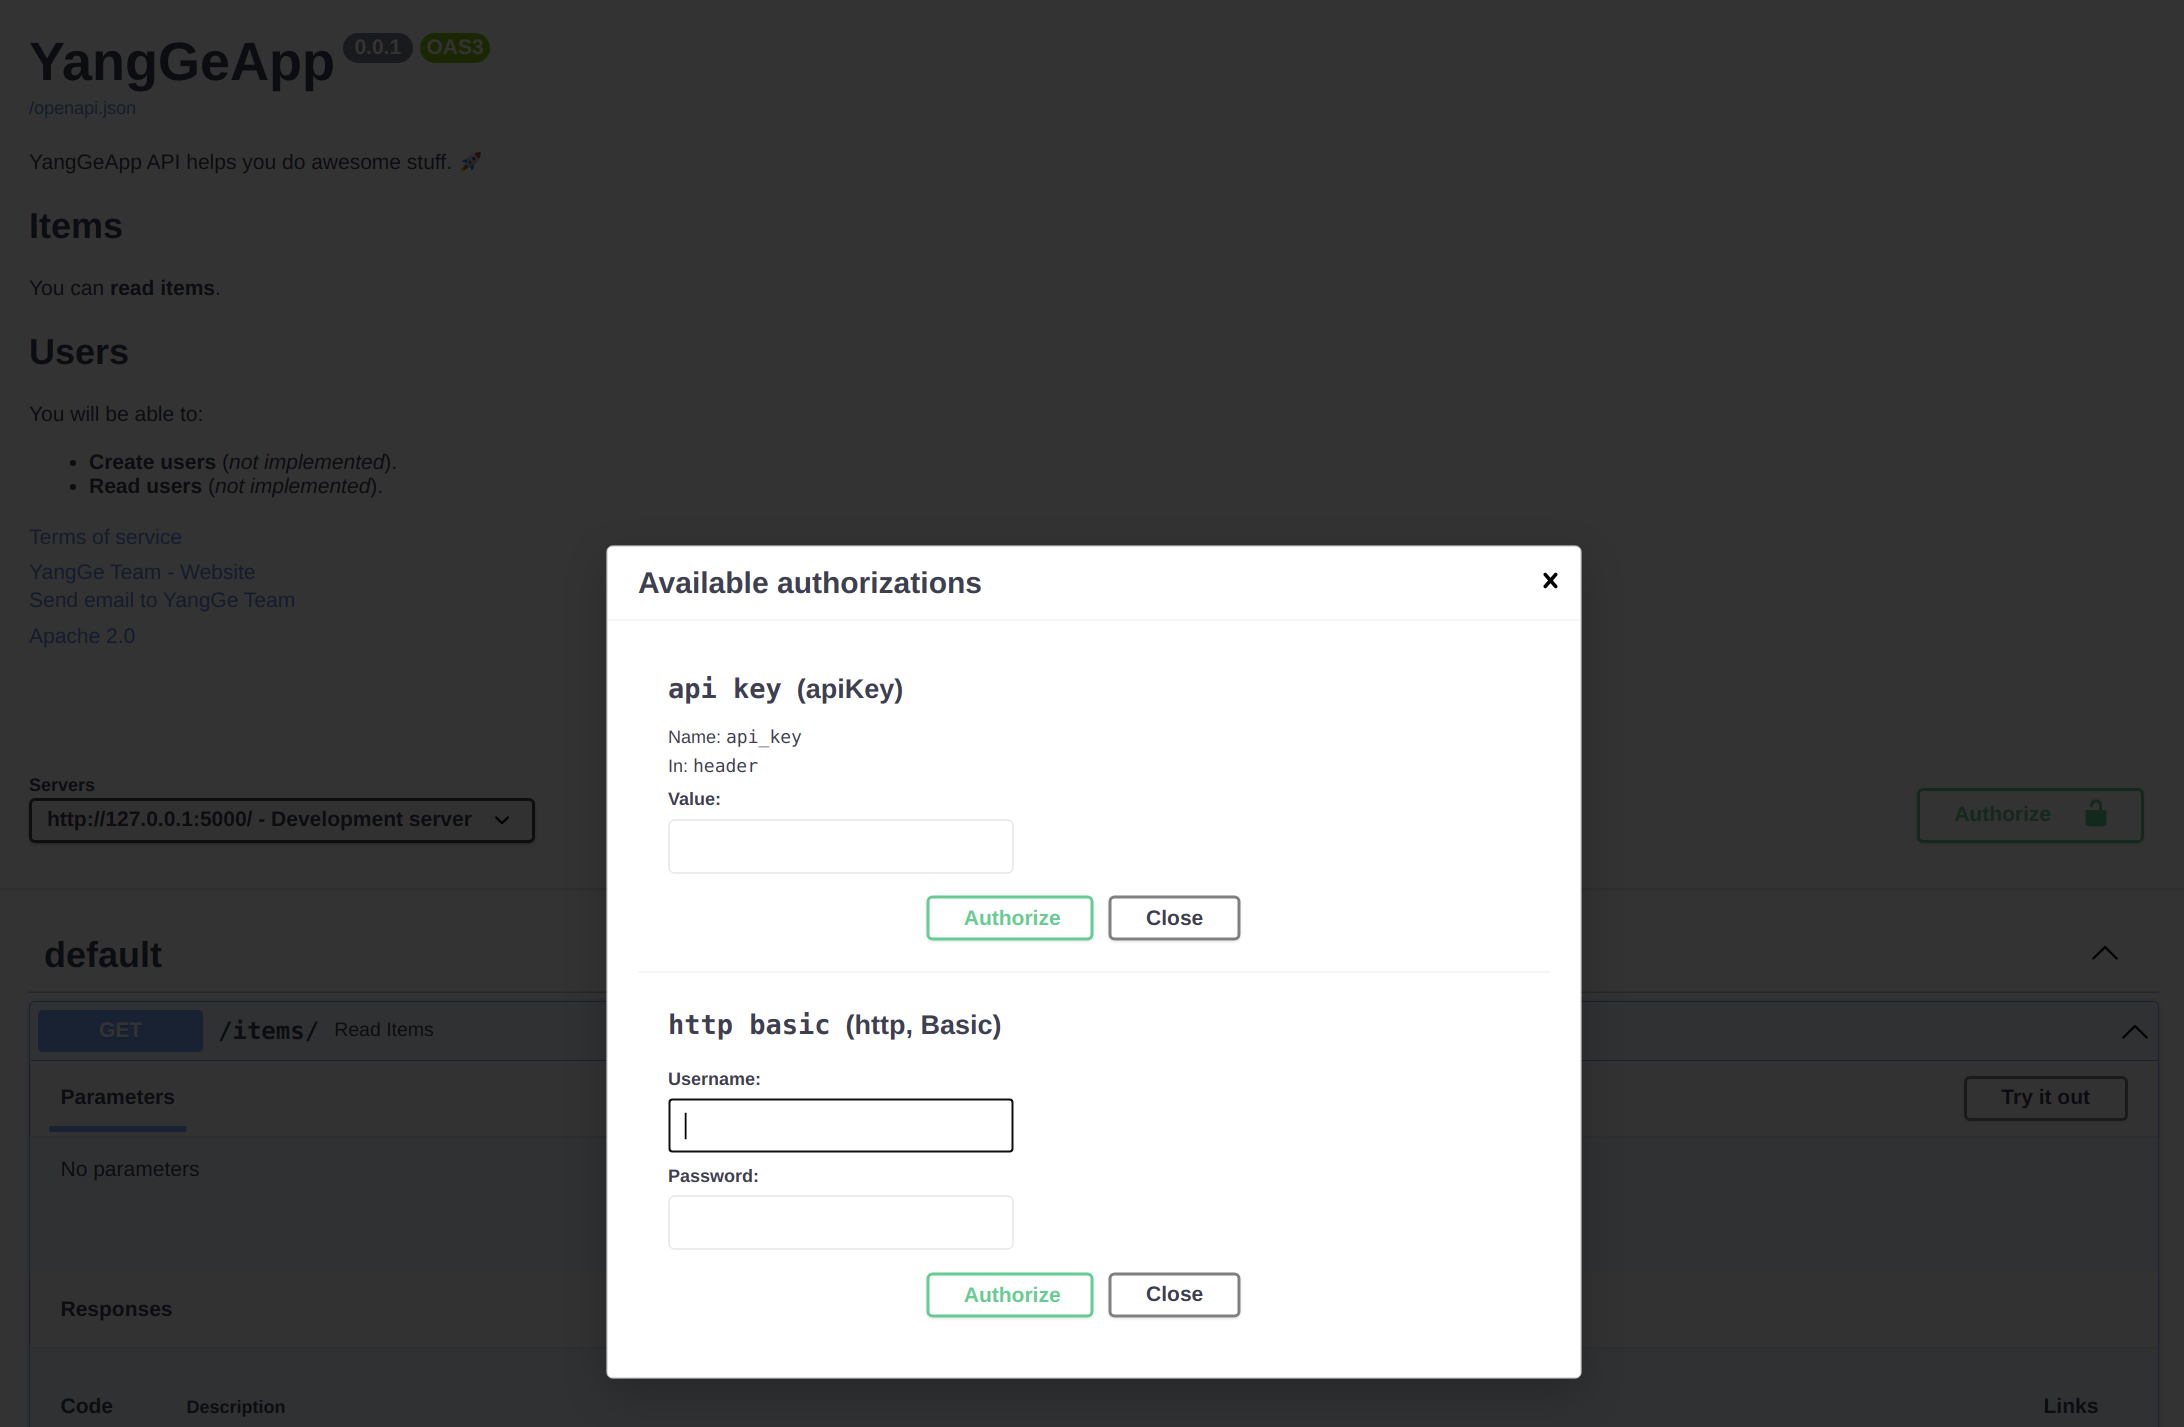 YangGeApp 0.0.1 OAS3
/openapi.json
YangGeApp API helps you do awesome stuff. 🚀
Items
You can read items.
Users
You will be able to:
• Create users (not implemented).
• Read users (not implemented).
Terms of service
YangGe Team - Website
Send email to YangGe Team
Apache 2.0
Servers
http://127.0.0.1:5000/ - Development server
Authorize
default
GET /items/ Read Items
Parameters
Try it out
No parameters
Responses
Code Description Links
Available authorizations
api key (apiKey)
Name: api_key
In: header
Value:
Authorize Close
http basic (http, Basic)
Username:
Password:
Authorize Close